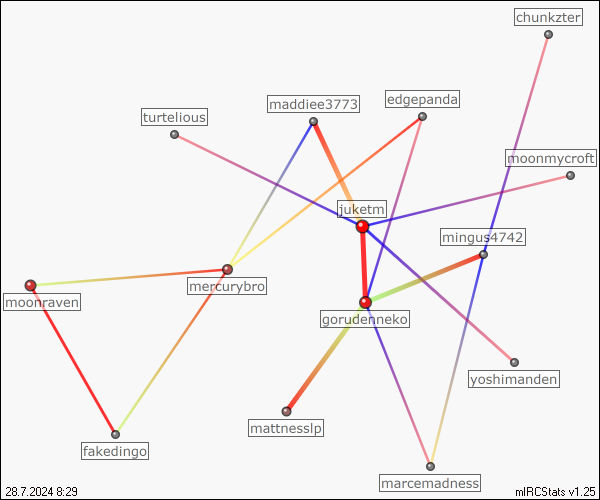 chunkzter
edgepanda
maddiee3773
turtelious
moonmycroft
juketm
mingus4742
mercurybro
moonraven
gorudenneko
yoshimanden
mattnesslp
fakedingo
marcemadness
28.7.2024 8:29
mIRCStats v1.25